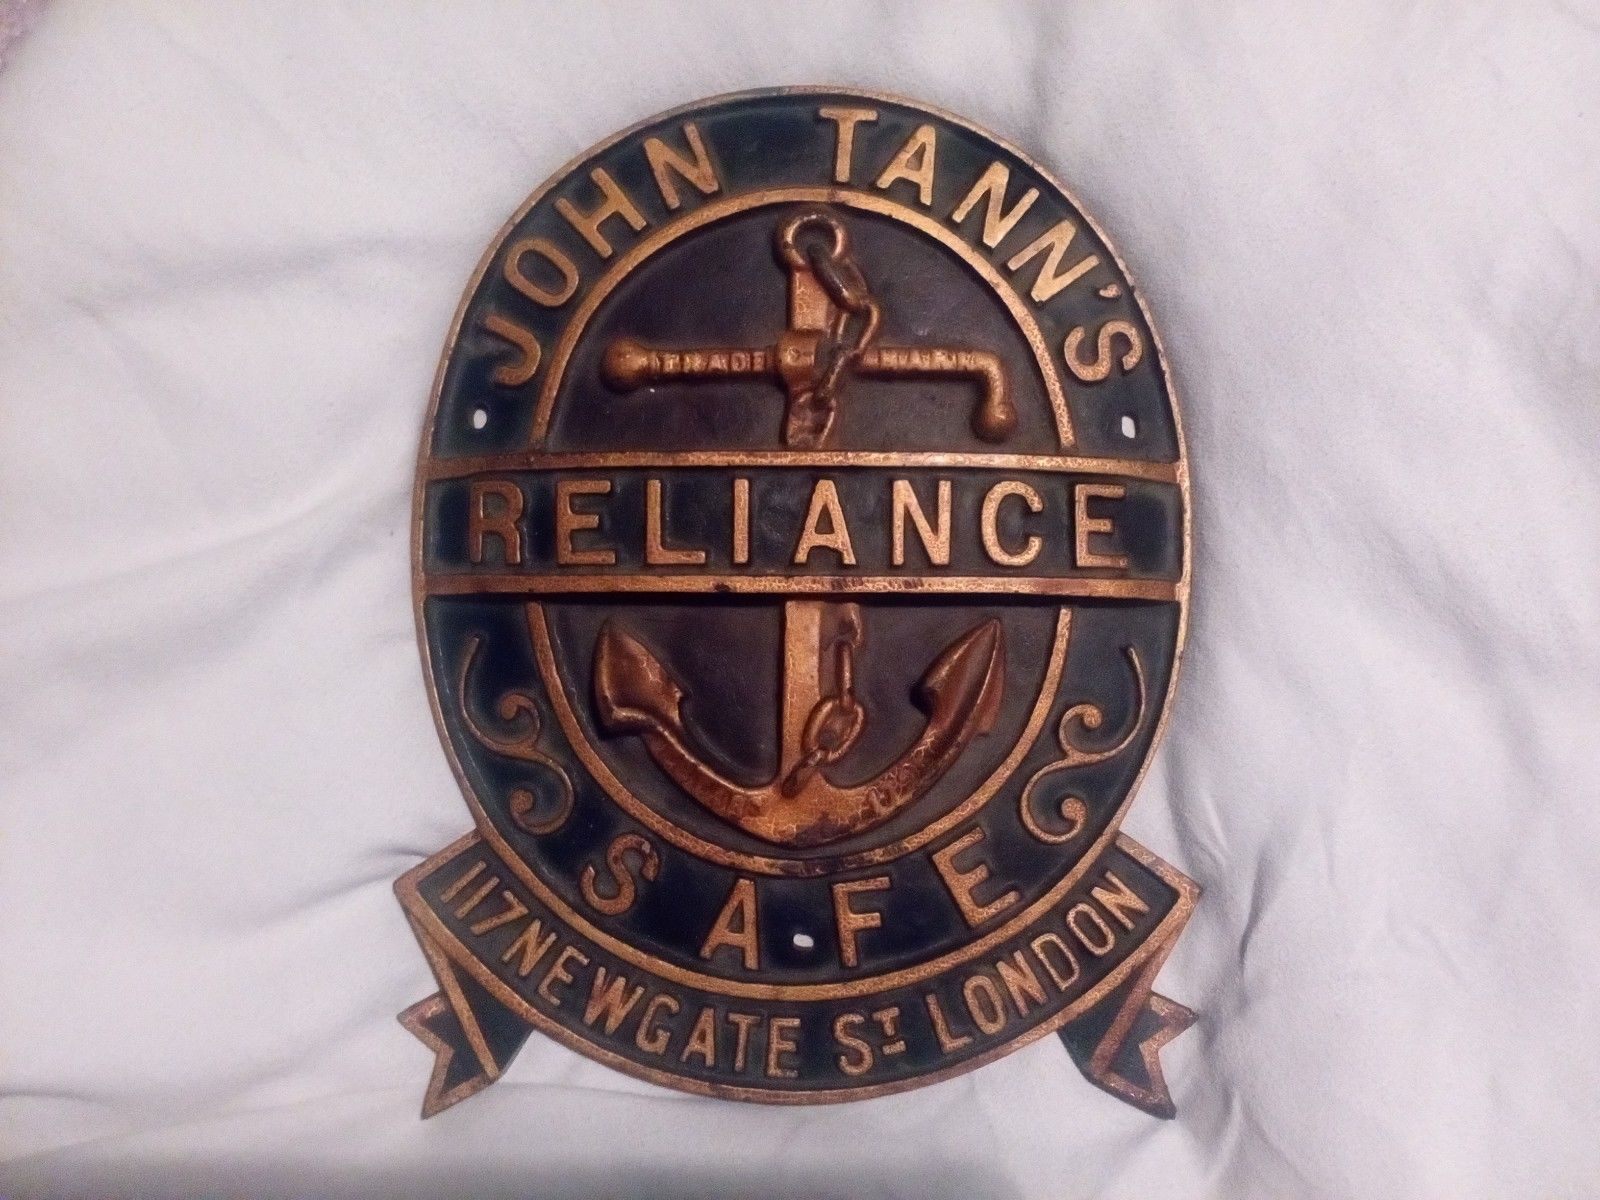 JOHN TANN'S
TRADE MARK
RELIANCE
SAFE
117 NEWGATE ST LONDON